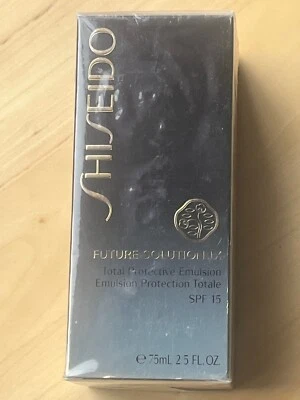 SHISEIDO
FUTURE SOLUTION LX
Total Protective Emulsion
Emulsion Protection Totale
SPF 15
e 75mL 2 5 FL.OZ.